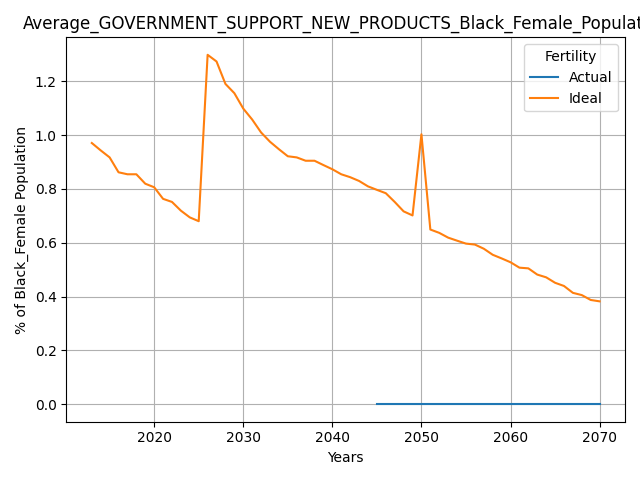 Average_GOVERNMENT_SUPPORT_NEW_PRODUCTS_Black_Female_Populat
Fertility
Actual
Ideal
% of Black_Female Population
1.2
1.0
0.8
0.6
0.4
0.2
0.0
2020 2030 2040 2050 2060 2070
Years